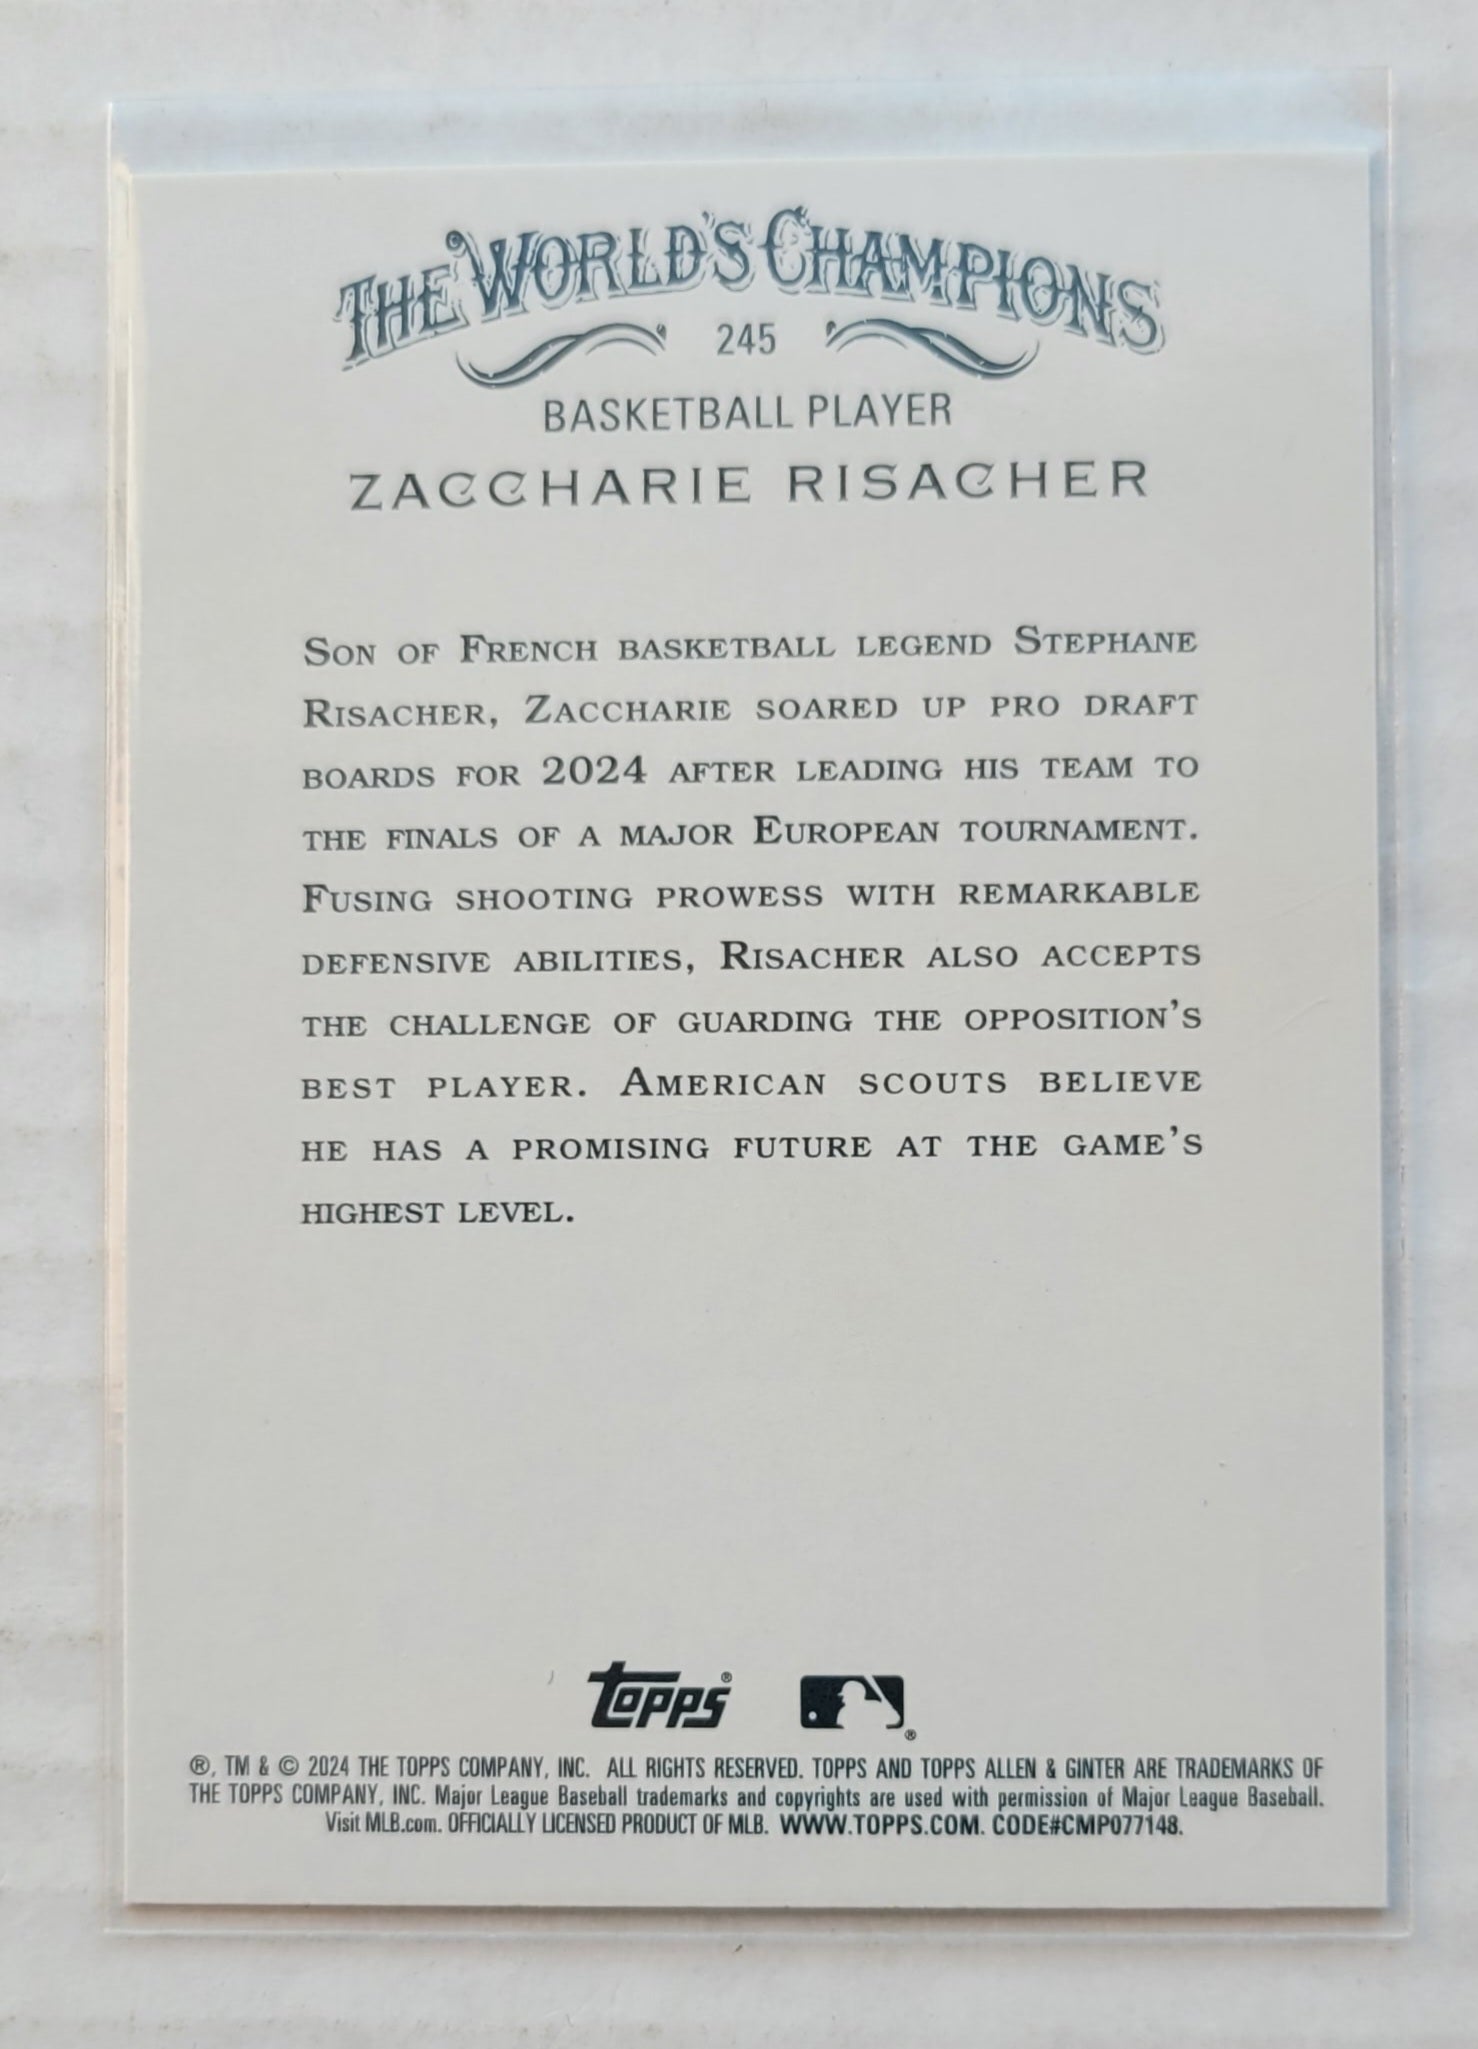 THE WORLD'S CHAMPIONS
245
BASKETBALL PLAYER
ZACCHARIE RISACHER
SON OF FRENCH BASKETBALL LEGEND STEPHANE
RISACHER, ZACCHARIE SOARED UP PRO DRAFT
BOARDS FOR 2024 AFTER LEADING HIS TEAM TO
THE FINALS OF A MAJOR EUROPEAN TOURNAMENT.
FUSING SHOOTING PROWESS WITH REMARKABLE
DEFENSIVE ABILITIES, RISACHER ALSO ACCEPTS
THE CHALLENGE OF GUARDING THE OPPOSITION'S
BEST PLAYER. AMERICAN SCOUTS BELIEVE
HE HAS A PROMISING FUTURE AT THE GAME'S
HIGHEST LEVEL.
TOPPS® ®
®, TM & © 2024 THE TOPPS COMPANY, INC. ALL RIGHTS RESERVED. TOPPS AND TOPPS ALLEN & GINTER ARE TRADEMARKS OF
THE TOPPS COMPANY, INC. Major League Baseball trademarks and copyrights are used with permission of Major League Baseball.
Visit MLB.com. OFFICIALLY LICENSED PRODUCT OF MLB. WWW.TOPPS.COM. CODE#CMP077148.